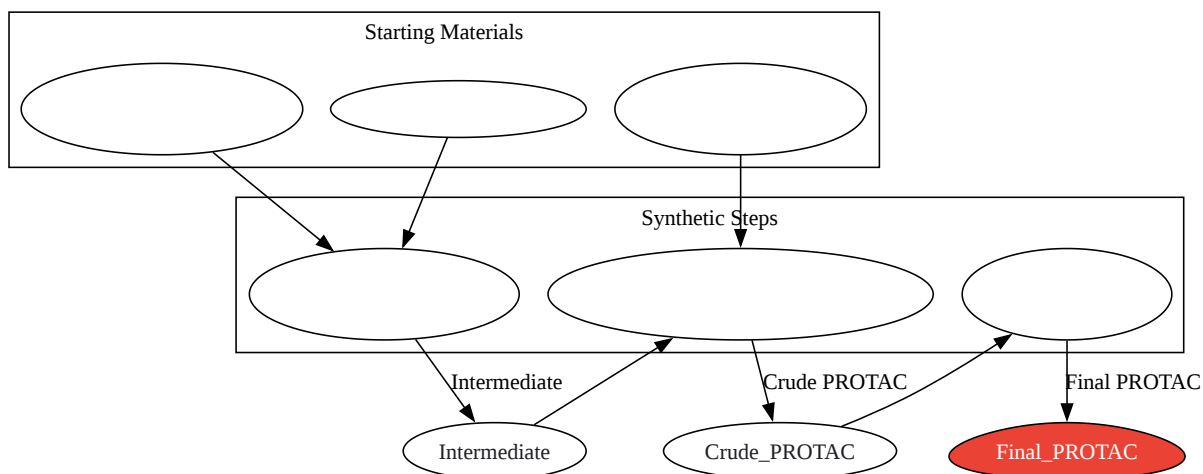 Starting Materials
Synthetic Steps
Intermediate
Crude PROTAC
Final PROTAC
Intermediate
Crude_PROTAC
Final_PROTAC